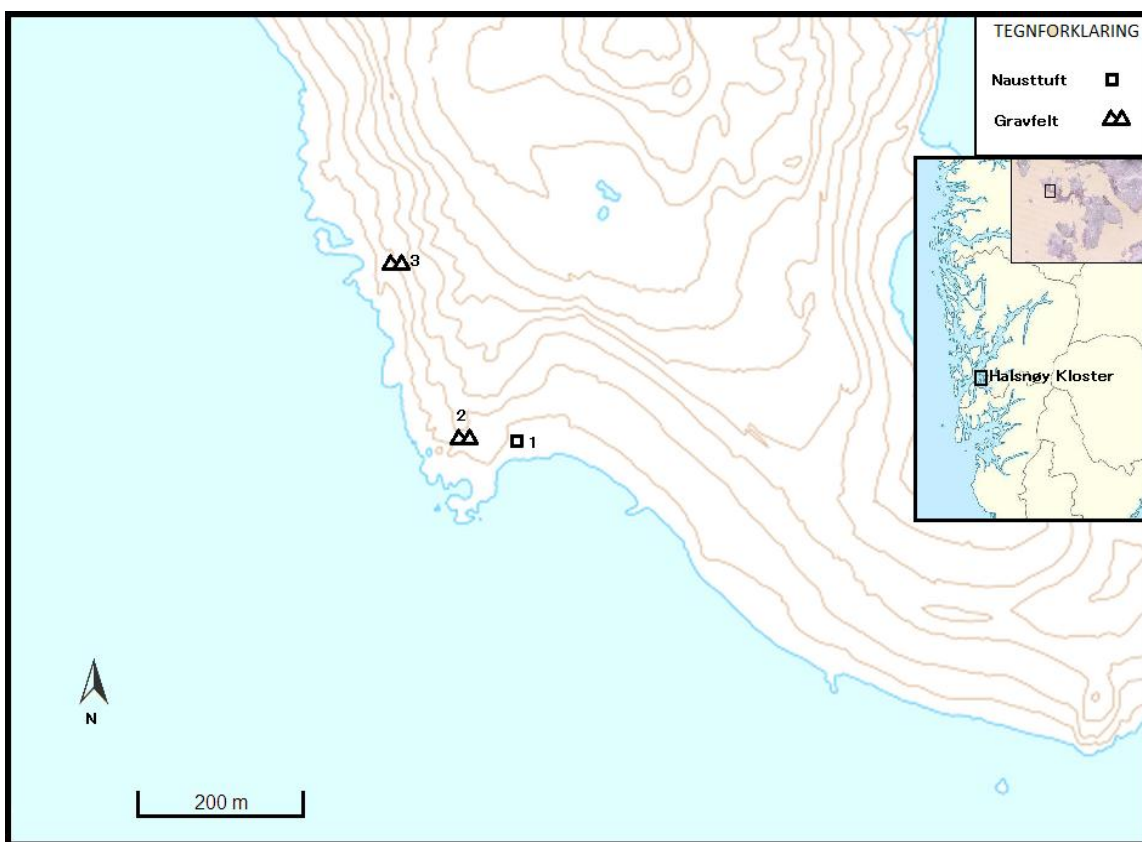 TEGNFORKLARING
Nausttuft
Gravfelt
Halsnøy Kloster
3
2
1
N
200 m